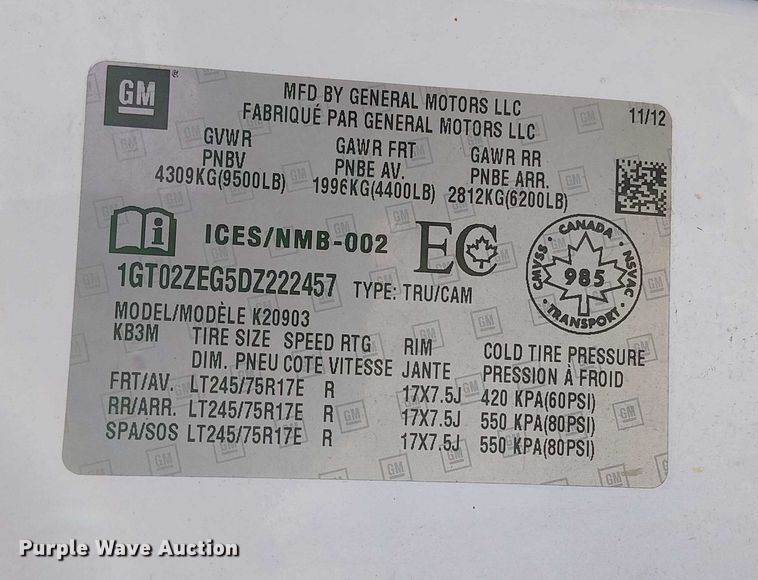 GM®
MFD BY GENERAL MOTORS LLC
FABRIQUÉ PAR GENERAL MOTORS LLC
11/12
GVWR GAWR FRT GAWR RR
PNBV PNBE AV. PNBE ARR.
4309KG(9500LB) 1996KG(4400LB) 2812KG(6200LB)
i ICES/NMB-002 EC
CANADA CMVSS NSVAC 985 TRANSPORT
1GT02ZEG5DZ222457 TYPE: TRU/CAM
MODEL/MODÈLE K20903
KB3M TIRE SIZE SPEED RTG RIM COLD TIRE PRESSURE
DIM. PNEU COTE VITESSE JANTE PRESSION À FROID
FRT/AV. LT245/75R17E R 17X7.5J 420 KPA(60PSI)
RR/ARR. LT245/75R17E R 17X7.5J 550 KPA(80PSI)
SPA/SOS LT245/75R17E R 17X7.5J 550 KPA(80PSI)
Purple Wave Auction